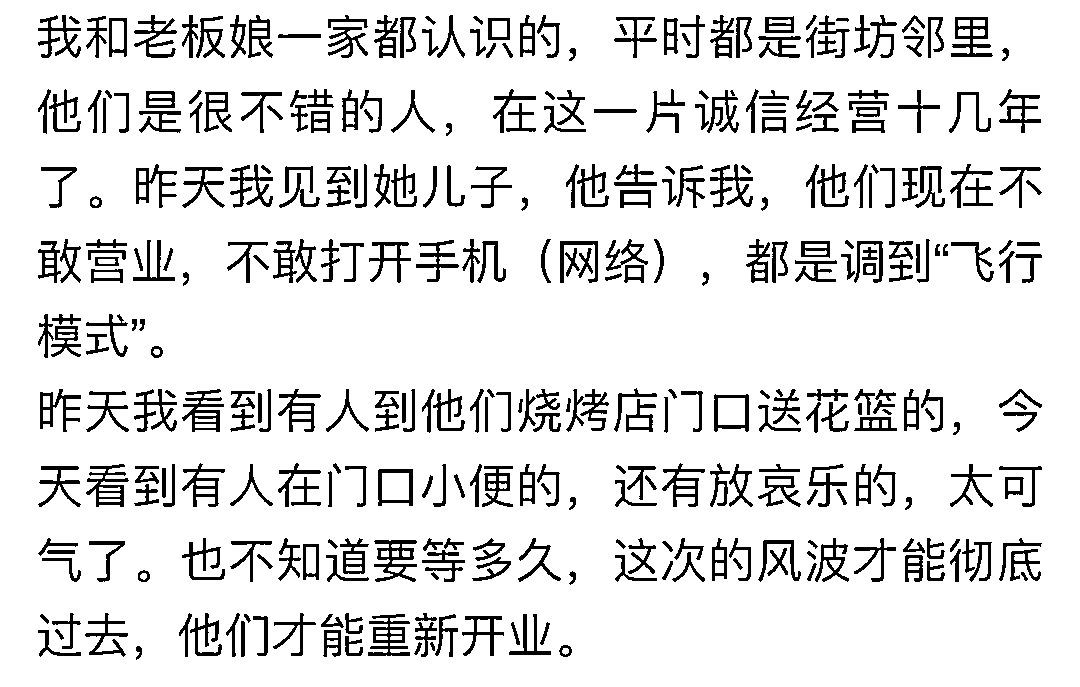 我和老板娘一家都认识的，平时都是街坊邻里，
他们是很不错的人，在这一片诚信经营十几年
了。昨天我见到她儿子，他告诉我，他们现在不
敢营业，不敢打开手机（网络），都是调到“飞行
模式”。
昨天我看到有人到他们烧烤店门口送花篮的，今
天看到有人在门口小便的，还有放哀乐的，太可
气了。也不知道要等多久，这次的风波才能彻底
过去，他们才能重新开业。